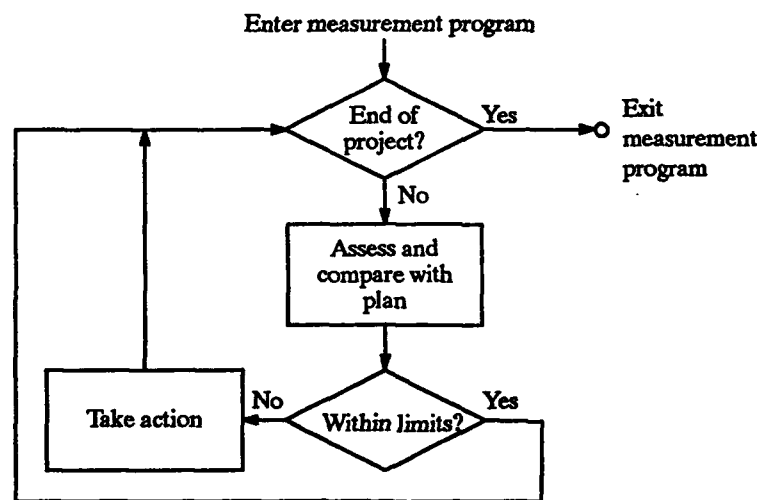 Enter measurement program
End of
project?
Yes
Exit
measurement
program
No
Assess and
compare with
plan
Take action
No
Within limits?
Yes